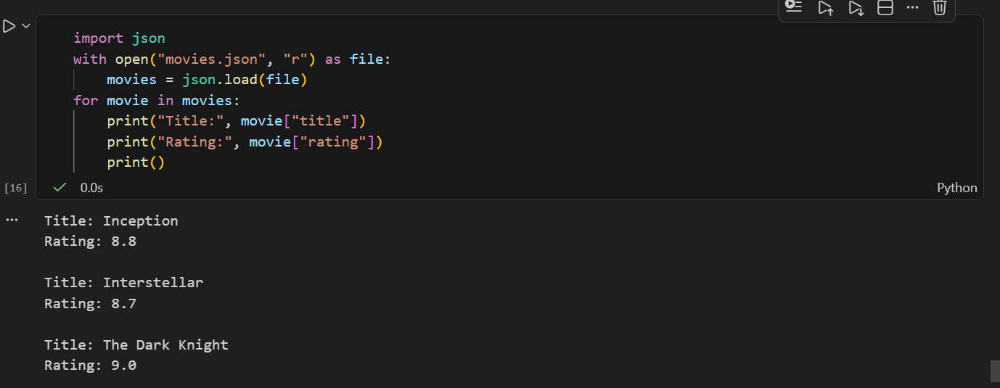 import json
with open("movies.json", "r") as file:
    movies = json.load(file)
for movie in movies:
    print("Title:", movie["title"])
    print("Rating:", movie["rating"])
    print()
[16]
0.0s
Python
Title: Inception
Rating: 8.8

Title: Interstellar
Rating: 8.7

Title: The Dark Knight
Rating: 9.0